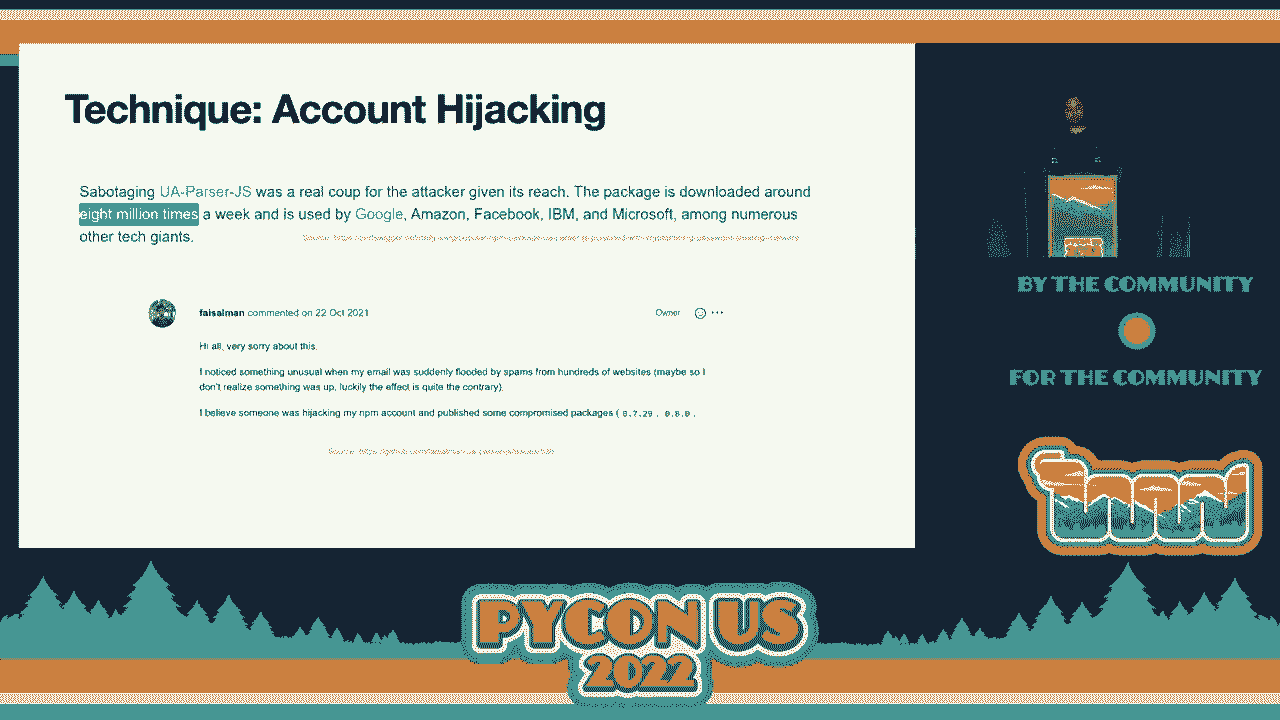 Technique: Account Hijacking
Sabotaging UA-Parser-JS was a real coup for the attacker given its reach. The package is downloaded around
eight million times a week and is used by Google, Amazon, Facebook, IBM, and Microsoft, among numerous
other tech giants.
faisalman commented on 22 Oct 2021
Owner
Hi all, very sorry about this.
I noticed something unusual when my email was suddenly flooded by spams from hundreds of websites (maybe so I
don't realize something was up, luckily the effect is quite the contrary).
I believe someone was hijacking my npm account and published some compromised packages ( 0.7.29 , 0.8.0 ,
BY THE COMMUNITY
FOR THE COMMUNITY
PYCON US
2022